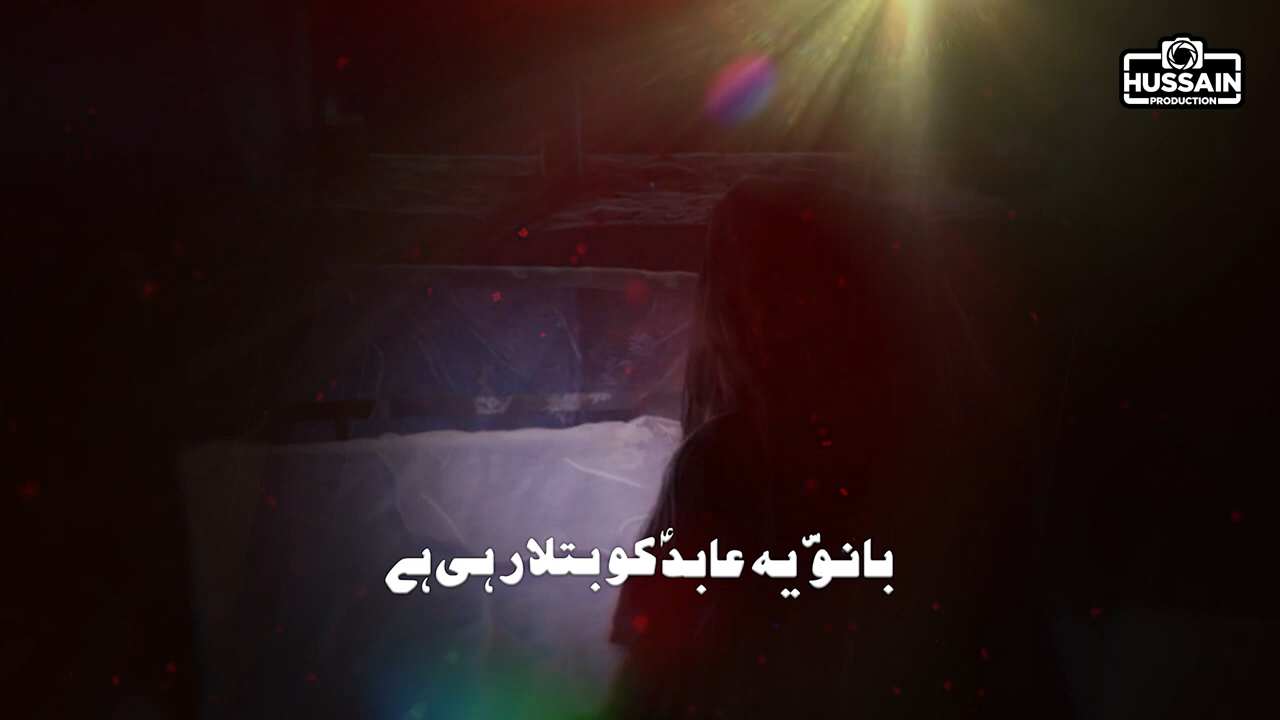 HUSSAIN
PRODUCTION
بانوؑ یہ عابدؑ کو بتلا رہی ہے